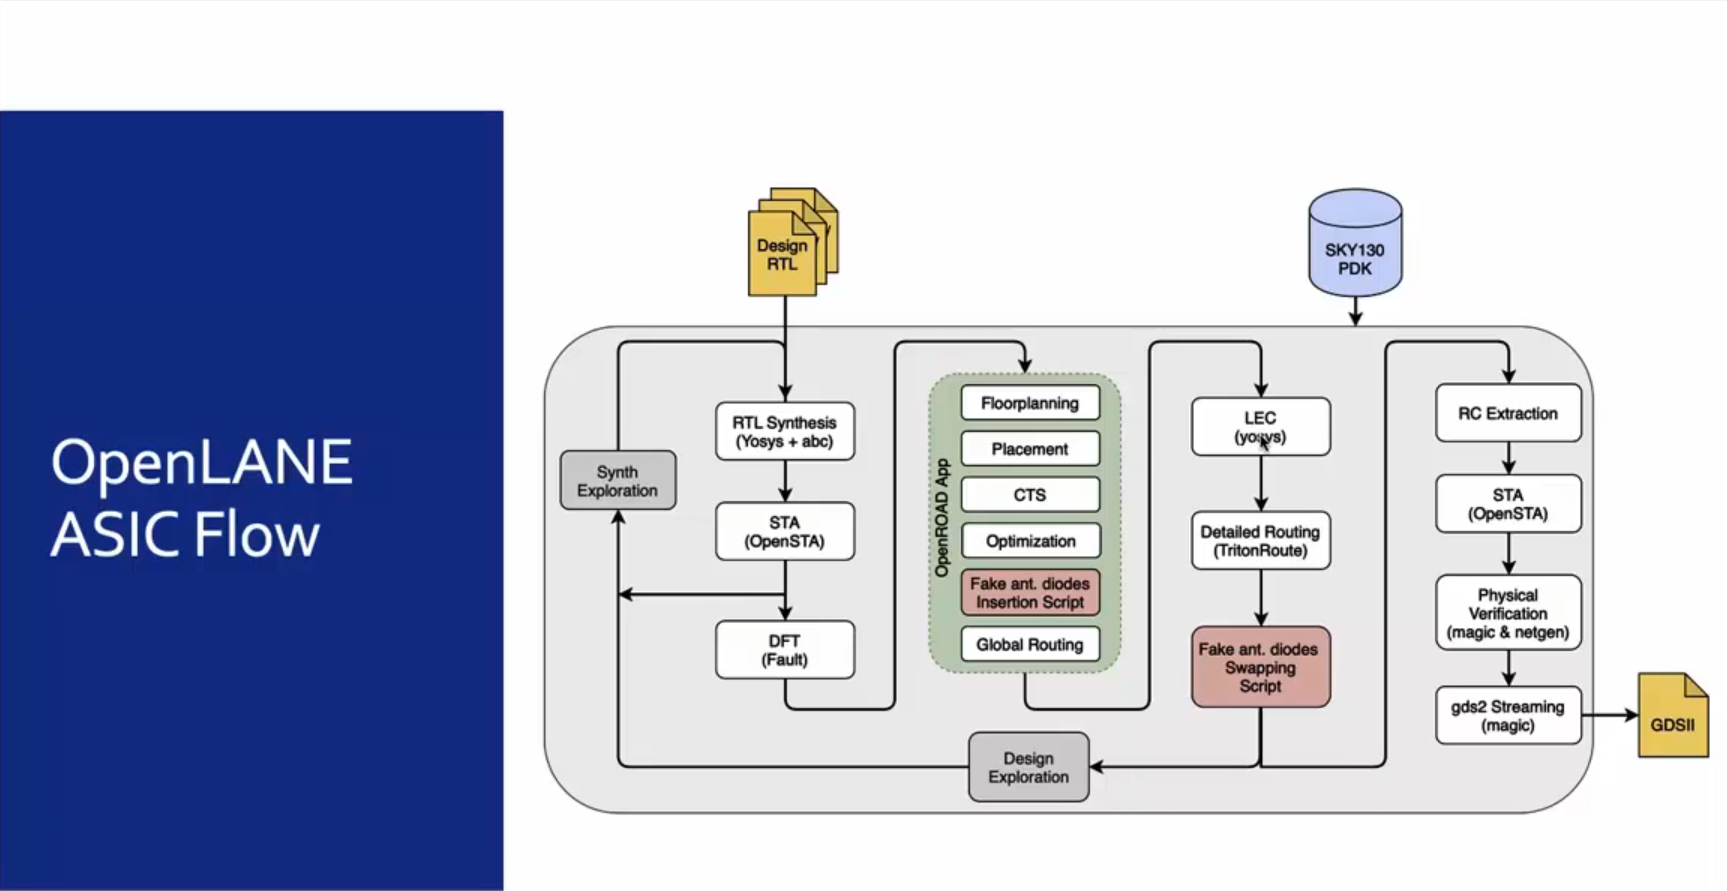 OpenLANE
ASIC Flow
Design
RTL
SKY130
PDK
Synth
Exploration
RTL Synthesis
(Yosys + abc)
STA
(OpenSTA)
DFT
(Fault)
OpenROAD App
Floorplanning
Placement
CTS
Optimization
Fake ant. diodes
Insertion Script
Global Routing
LEC
(yosys)
Detailed Routing
(TritonRoute)
Fake ant. diodes
Swapping
Script
Design
Exploration
RC Extraction
STA
(OpenSTA)
Physical
Verification
(magic & netgen)
gds2 Streaming
(magic)
GDSII